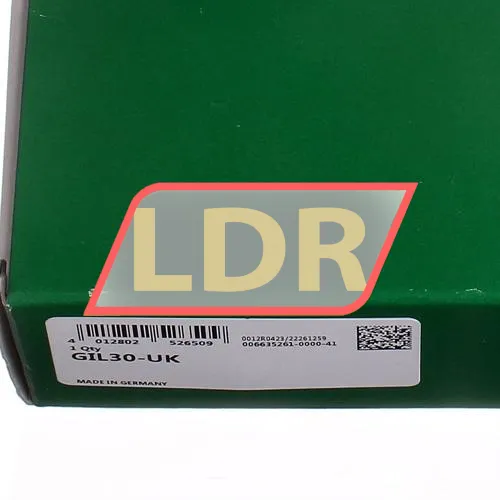 LDR
4 012802 526509
0012R0423/22261259
006635261-0000-41
1 Qty
GIL30-UK
MADE IN GERMANY